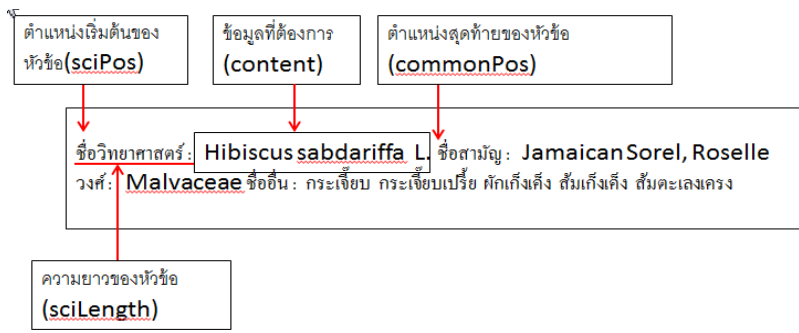 ตำแหน่งเริ่มต้นของ
หัวข้อ(sciPos)
ข้อมูลที่ต้องการ
(content)
ตำแหน่งสุดท้ายของหัวข้อ
(commonPos)
ชื่อวิทยาศาสตร์ : Hibiscus sabdariffa L. ชื่อสามัญ : Jamaican Sorel, Roselle
วงศ์ : Malvaceae ชื่ออื่น : กระเจี๊ยบ กระเจี๊ยบเปรี้ย ผักเก็งเค็ง ส้มเก็งเค็ง ส้มตะเลงเครง
ความยาวของหัวข้อ
(sciLength)